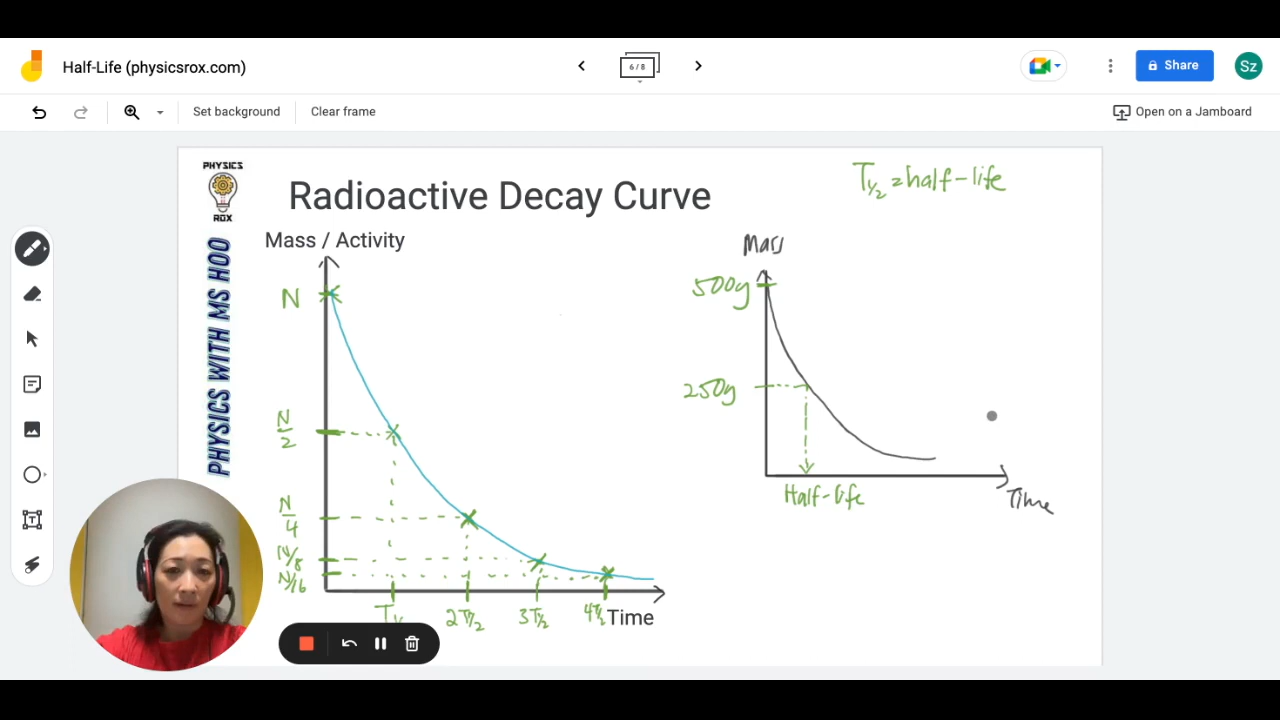 Half-Life (physicsrox.com)
6 / 8
Share
Sz
Set background
Clear frame
Open on a Jamboard
PHYSICS
ROX
PHYSICS WITH MS HOO
Radioactive Decay Curve
T½ = half-life
Mass / Activity
N
N/2
N/4
N/8
N/16
2T½
3T½
4T½
Time
Mass
500g
250g
Half-life
Time